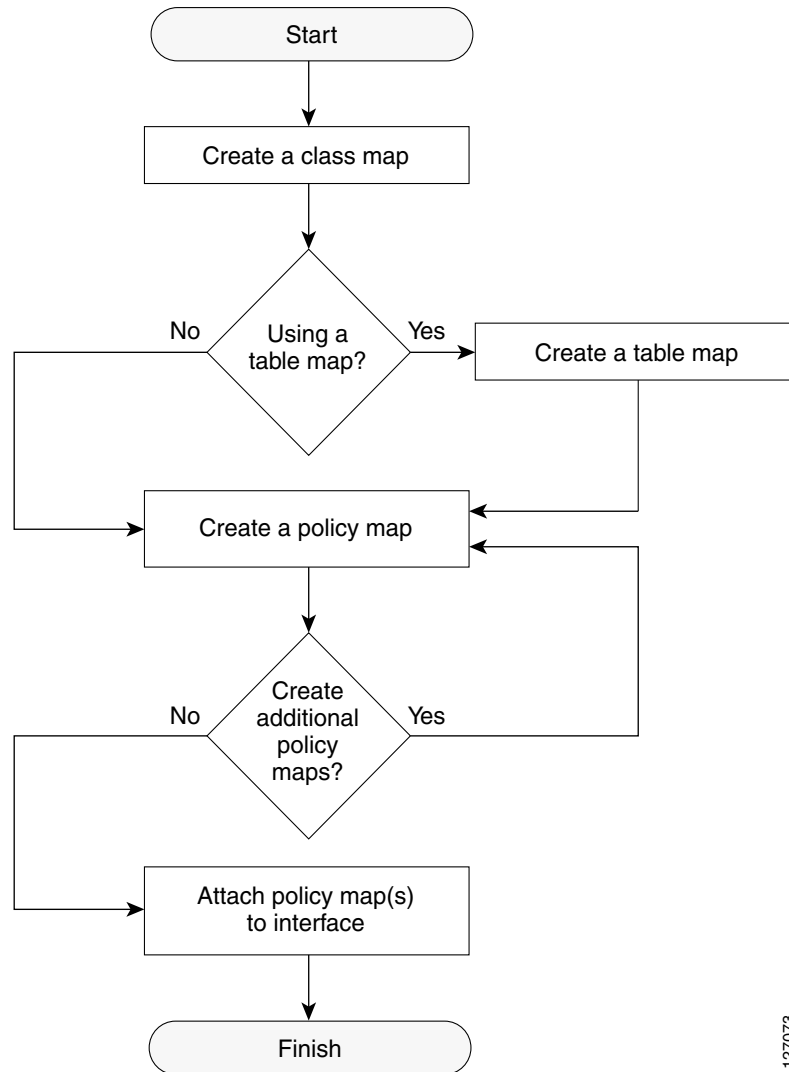 Start
Create a class map
No
Using a
table map?
Yes
Create a table map
Create a policy map
No
Create
additional
policy
maps?
Yes
Attach policy map(s)
to interface
Finish
127073